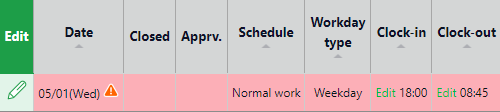 Edit Date Closed Apprv. Schedule Workday type Clock-in Clock-out
05/01(Wed) Normal work Weekday Edit 18:00 Edit 08:45